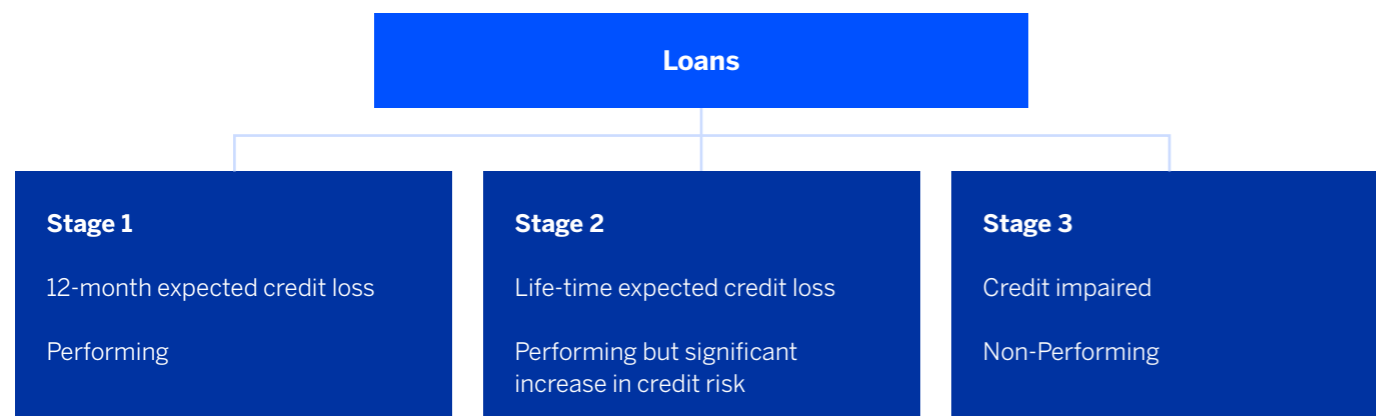 Loans
Stage 1
12-month expected credit loss
Performing
Stage 2
Life-time expected credit loss
Performing but significant
increase in credit risk
Stage 3
Credit impaired
Non-Performing